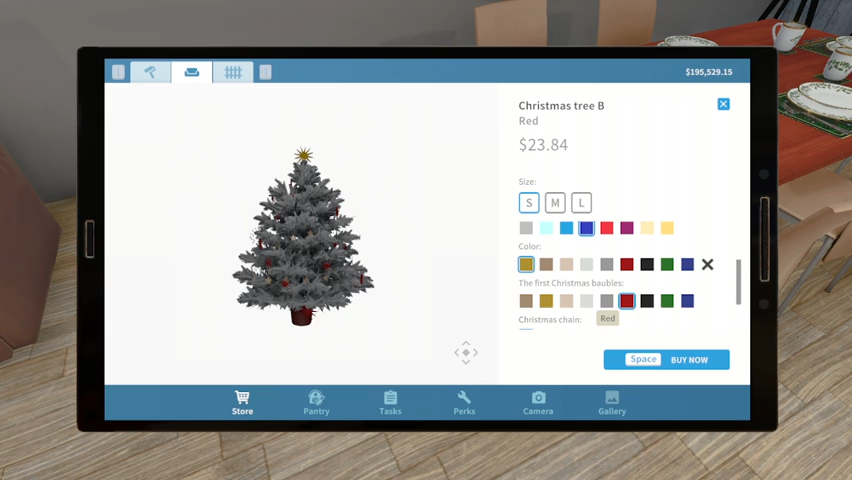 $195,529.15
Christmas tree B
Red
$23.84
Size:
S M L
Color:
The first Christmas baubles:
Red
Christmas chain:
Space BUY NOW
Store Pantry Tasks Perks Camera Gallery